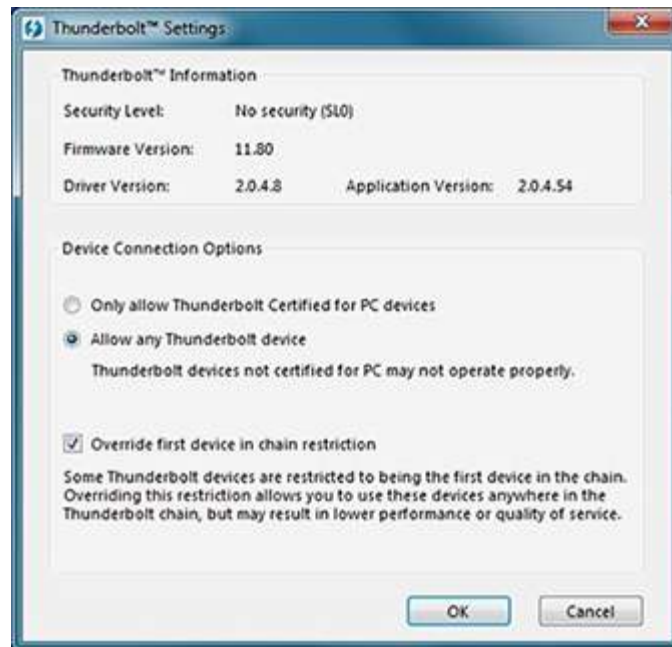 Thunderbolt™ Settings
Thunderbolt™ Information
Security Level: No security (SL0)
Firmware Version: 11.80
Driver Version: 2.0.4.8 Application Version: 2.0.4.54
Device Connection Options
Only allow Thunderbolt Certified for PC devices
Allow any Thunderbolt device
Thunderbolt devices not certified for PC may not operate properly.
Override first device in chain restriction
Some Thunderbolt devices are restricted to being the first device in the chain.
Overriding this restriction allows you to use these devices anywhere in the
Thunderbolt chain, but may result in lower performance or quality of service.
OK Cancel